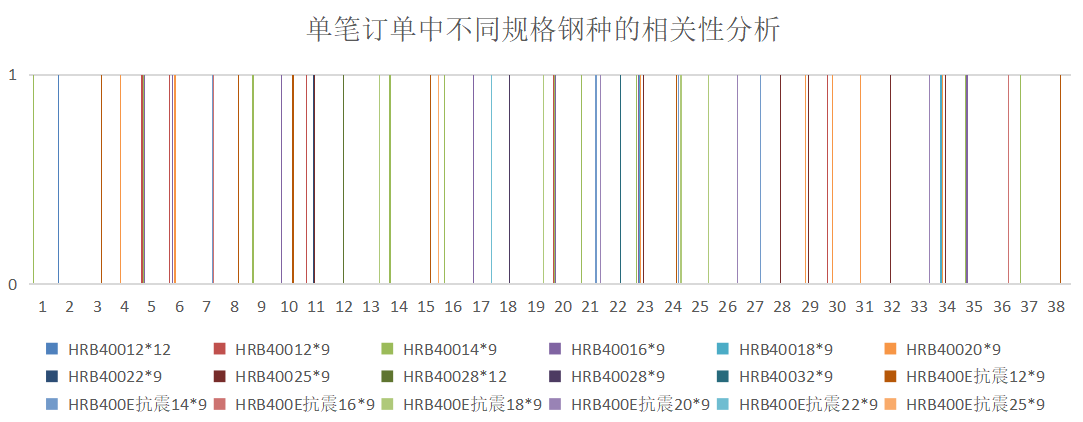 单笔订单中不同规格钢种的相关性分析
1
0
1 2 3 4 5 6 7 8 9 10 11 12 13 14 15 16 17 18 19 20 21 22 23 24 25 26 27 28 29 30 31 32 33 34 35 36 37 38
HRB40012*12 HRB40012*9 HRB40014*9 HRB40016*9 HRB40018*9 HRB40020*9
HRB40022*9 HRB40025*9 HRB40028*12 HRB40028*9 HRB40032*9 HRB400E抗震12*9
HRB400E抗震14*9 HRB400E抗震16*9 HRB400E抗震18*9 HRB400E抗震20*9 HRB400E抗震22*9 HRB400E抗震25*9